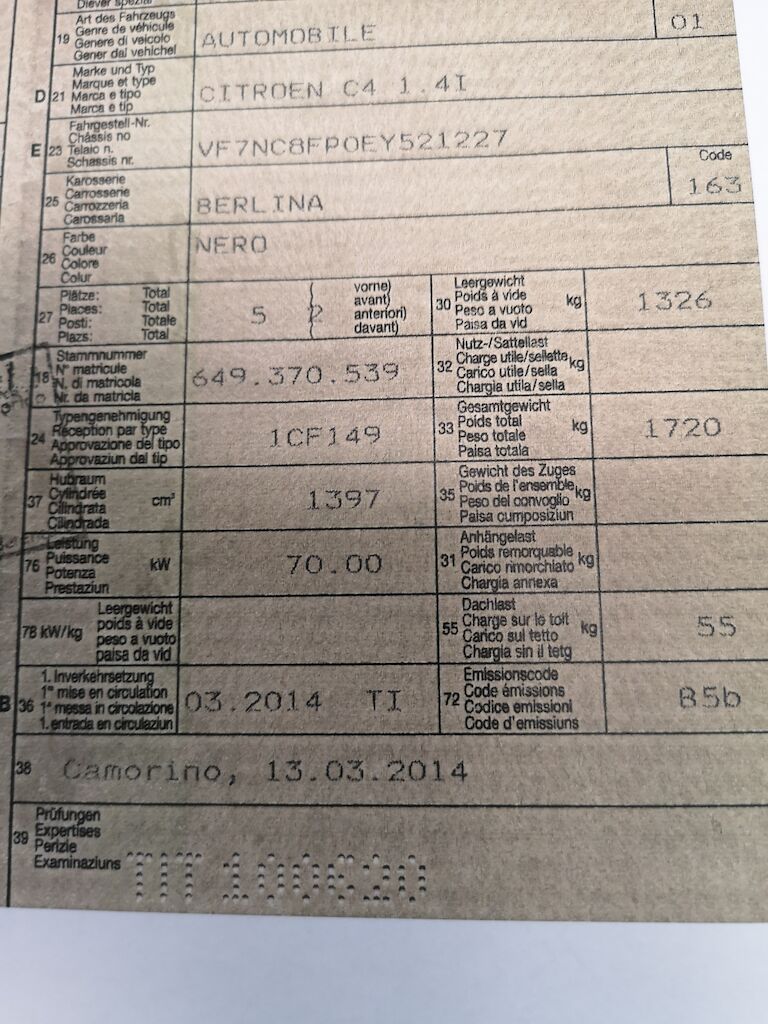 Diever spezial
19 Art des Fahrzeugs
Genre de véhicule
Genere di veicolo
Gener dal vehichel
AUTOMOBILE
01
D 21 Marke und Typ
Marque et type
Marca e tipo
Marca e tip
CITROEN C4 1.4I
E 23 Fahrgestell-Nr.
Châssis no
Telaio n.
Schassis nr.
VF7NC8FP0EY521227
25 Karosserie
Carrosserie
Carrozzeria
Carossaria
BERLINA
Code
163
26 Farbe
Couleur
Colore
Colur
NERO
27 Plätze: Total
Places: Total
Posti: Totale
Plazs: Total
5 2
vorne)
avant)
anteriori)
davant)
30 Leergewicht
Poids à vide
Peso a vuoto
Paisa da vid
kg
1326
18 Stammnummer
N° matricule
N. di matricola
Nr. da matricla
649.370.539
32 Nutz-/Sattellast
Charge utile/sellette
Carico utile/sella
Chargia utila/sella
kg
24 Typengenehmigung
Réception par type
Approvazione del tipo
Approvaziun dal tip
1CF149
33 Gesamtgewicht
Poids total
Peso totale
Paisa totala
kg
1720
37 Hubraum
Cylindrée
Cilindrata
Cilindrada
cm³
1397
35 Gewicht des Zuges
Poids de l'ensemble
Peso del convoglio
Paisa cumposiziun
kg
76 Leistung
Puissance
Potenza
Prestaziun
kW
70.00
31 Anhängelast
Poids remorquable
Carico rimorchiato
Chargia annexa
kg
78 kW/kg
Leergewicht
poids à vide
peso a vuoto
paisa da vid
55 Dachlast
Charge sur le toit
Carico sul tetto
Chargia sin il tetg
kg
55
B 36 1. Inverkehrsetzung
1re mise en circulation
1a messa in circolazione
1. entrada en circulaziun
03.2014 TI
72 Emissionscode
Code émissions
Codice emissioni
Code d'emissiuns
B5b
38 Camorino, 13.03.2014
39 Prüfungen
Expertises
Perizie
Examinaziuns